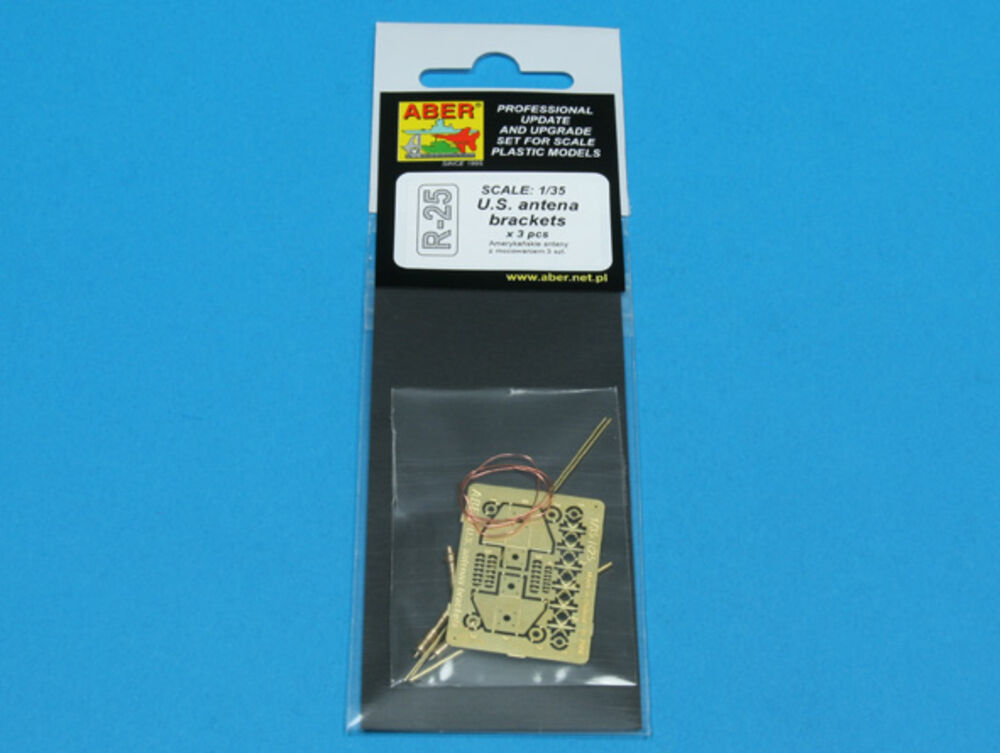 ABER®
SINCE 1995
PROFESSIONAL
UPDATE
AND UPGRADE
SET FOR SCALE
PLASTIC MODELS
R-25
SCALE: 1/35
U.S. antena
brackets
x 3 pcs
Amerykańskie anteny
z mocowaniem 3 szt.
www.aber.net.pl